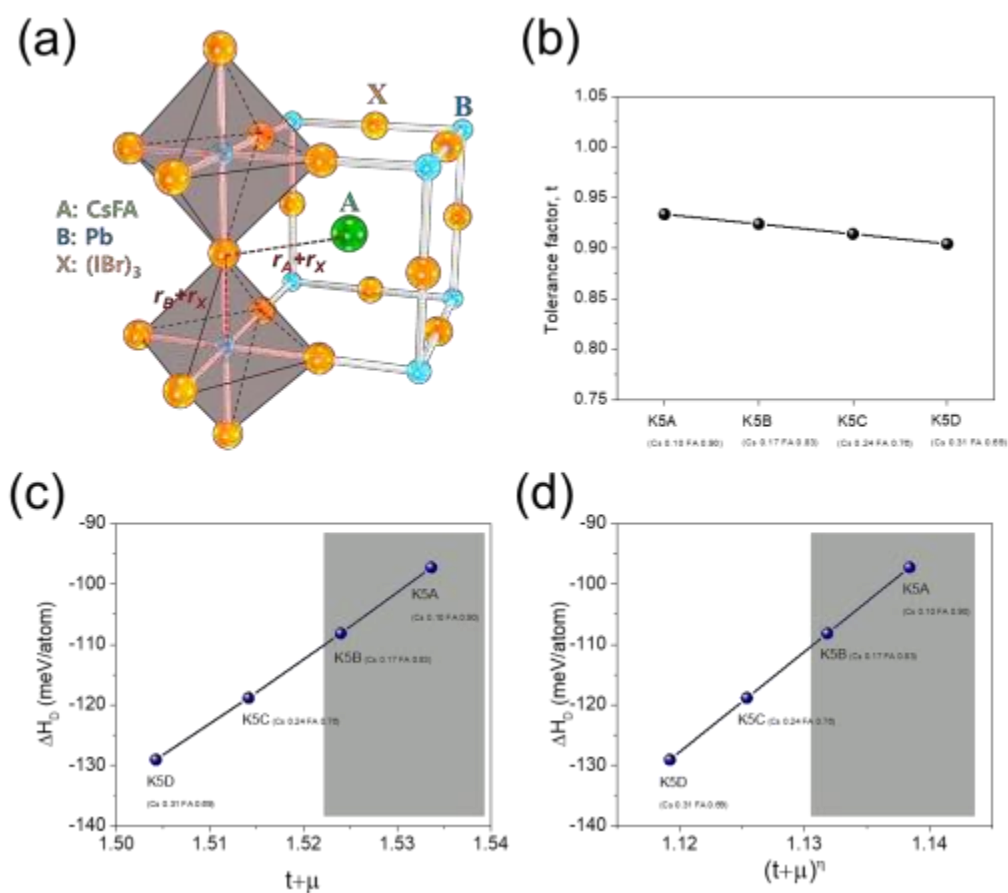 (a)
X
B
A
A: CsFA
B: Pb
X: (IBr)3
rA+rX
rB+rX
(b)
Tolerance factor, t
1.05
1.00
0.95
0.90
0.85
0.80
0.75
K5A
K5B
K5C
K5D
(Cs 0.10 FA 0.90)
(Cs 0.17 FA 0.83)
(Cs 0.24 FA 0.76)
(Cs 0.31 FA 0.69)
(c)
ΔHD (meV/atom)
-90
-100
-110
-120
-130
-140
K5A
(Cs 0.10 FA 0.90)
K5B (Cs 0.17 FA 0.83)
K5C (Cs 0.24 FA 0.76)
K5D
(Cs 0.31 FA 0.69)
1.50
1.51
1.52
1.53
1.54
t+μ
(d)
ΔHD (meV/atom)
-90
-100
-110
-120
-130
-140
K5A
(Cs 0.10 FA 0.90)
K5B (Cs 0.17 FA 0.83)
K5C (Cs 0.24 FA 0.76)
K5D
(Cs 0.31 FA 0.69)
1.12
1.13
1.14
(t+μ)η